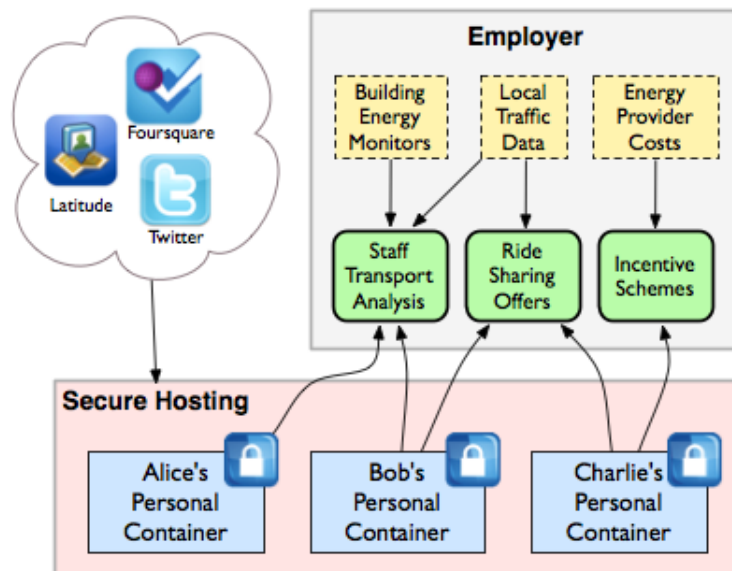 Foursquare
Latitude
Twitter
Employer
Building
Energy
Monitors
Local
Traffic
Data
Energy
Provider
Costs
Staff
Transport
Analysis
Ride
Sharing
Offers
Incentive
Schemes
Secure Hosting
Alice's
Personal
Container
Bob's
Personal
Container
Charlie's
Personal
Container